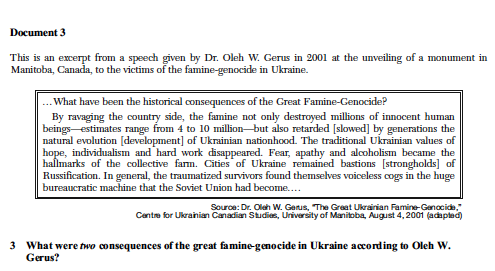 Document 3
This is an excerpt from a speech given by Dr. Oleh W. Gerus in 2001 at the unveiling of a monument in
Manitoba, Canada, to the victims of the famine-genocide in Ukraine.
…What have been the historical consequences of the Great Famine-Genocide?
By ravaging the country side, the famine not only destroyed millions of innocent human
beings—estimates range from 4 to 10 million—but also retarded [slowed] by generations the
natural evolution [development] of Ukrainian nationhood. The traditional Ukrainian values of
hope, individualism and hard work disappeared. Fear, apathy and alcoholism became the
hallmarks of the collective farm. Cities of Ukraine remained bastions [strongholds] of
Russification. In general, the traumatized survivors found themselves voiceless cogs in the huge
bureaucratic machine that the Soviet Union had become.…
Source: Dr. Oleh W. Gerus, "The Great Ukrainian Famine-Genocide,"
Centre for Ukrainian Canadian Studies, University of Manitoba, August 4, 2001 (adapted)
3 What were two consequences of the great famine-genocide in Ukraine according to Oleh W.
Gerus?